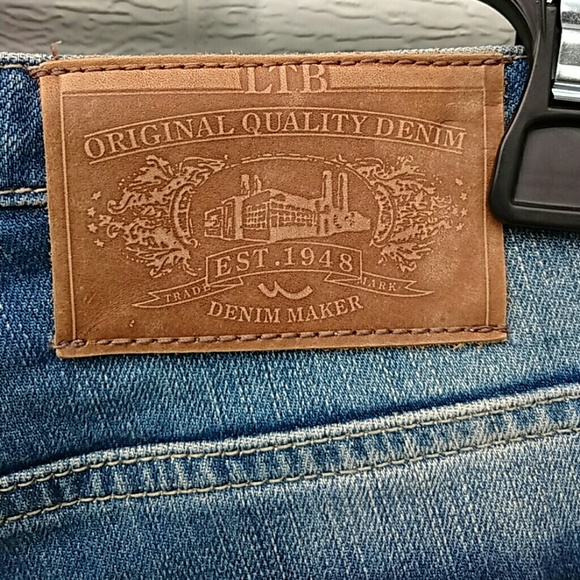 LTB
ORIGINAL QUALITY DENIM
EST.1948
TRADE MARK
DENIM MAKER